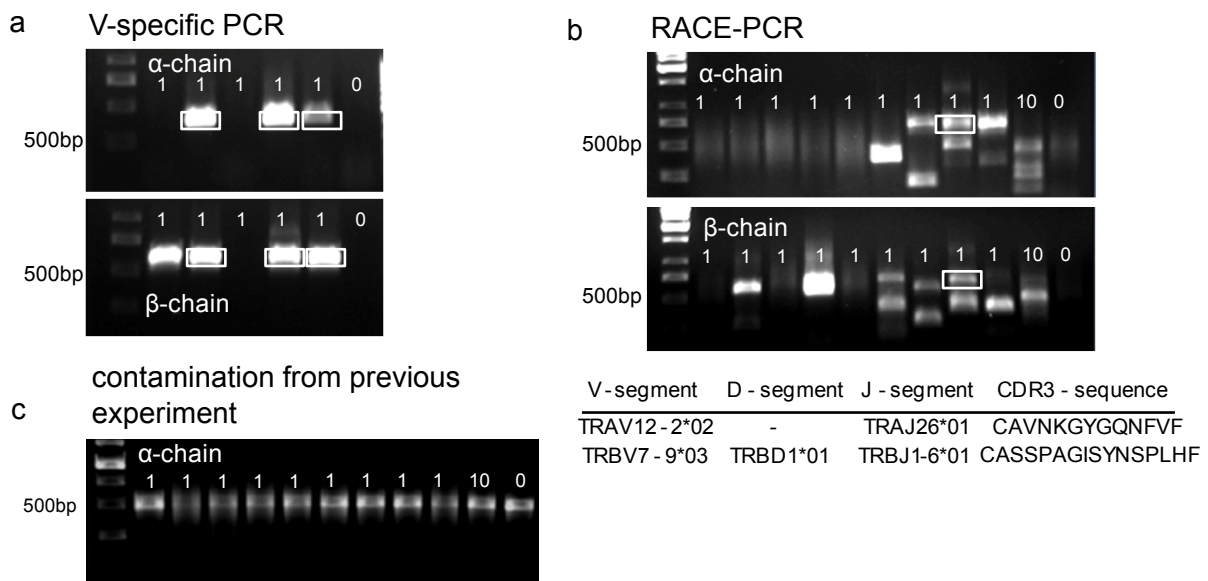 a
V-specific PCR
α-chain
1 1 1 1 1 0
500bp
1 1 1 1 1 0
500bp
β-chain
b
RACE-PCR
α-chain
1 1 1 1 1 1 1 1 1 10 0
500bp
β-chain
1 1 1 1 1 1 1 1 1 10 0
500bp
V-segment D - segment J - segment CDR3 - sequence
TRAV12-2*02 - TRAJ26*01 CAVNKGYGQNFVF
TRBV7-9*03 TRBD1*01 TRBJ1-6*01 CASSPAGISYNSPLHF
c
contamination from previous
experiment
α-chain
1 1 1 1 1 1 1 1 1 10 0
500bp